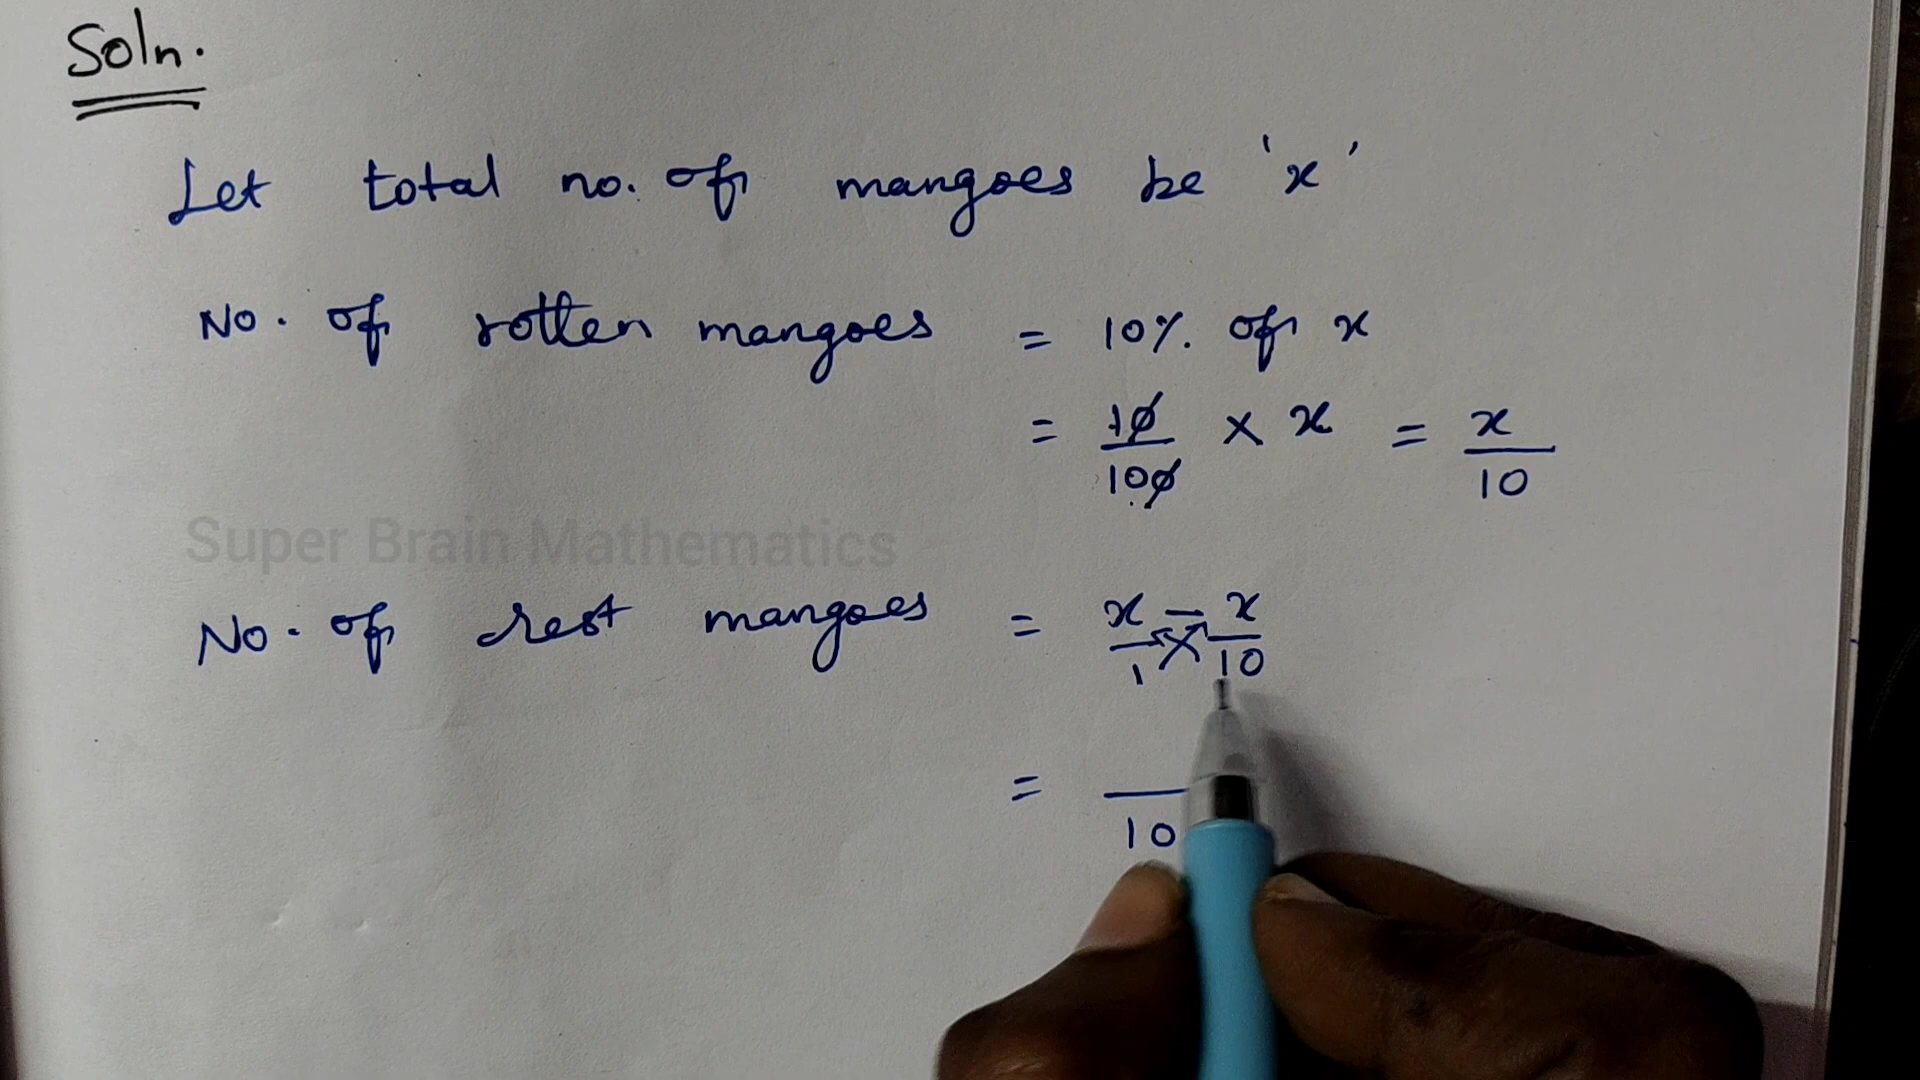 Soln.
Let total no. of mangoes be 'x'
No. of rotten mangoes = 10% of x
= 10/100 × x = x/10
Super Brain Mathematics
No. of rest mangoes = x/1 - x/10
= /10